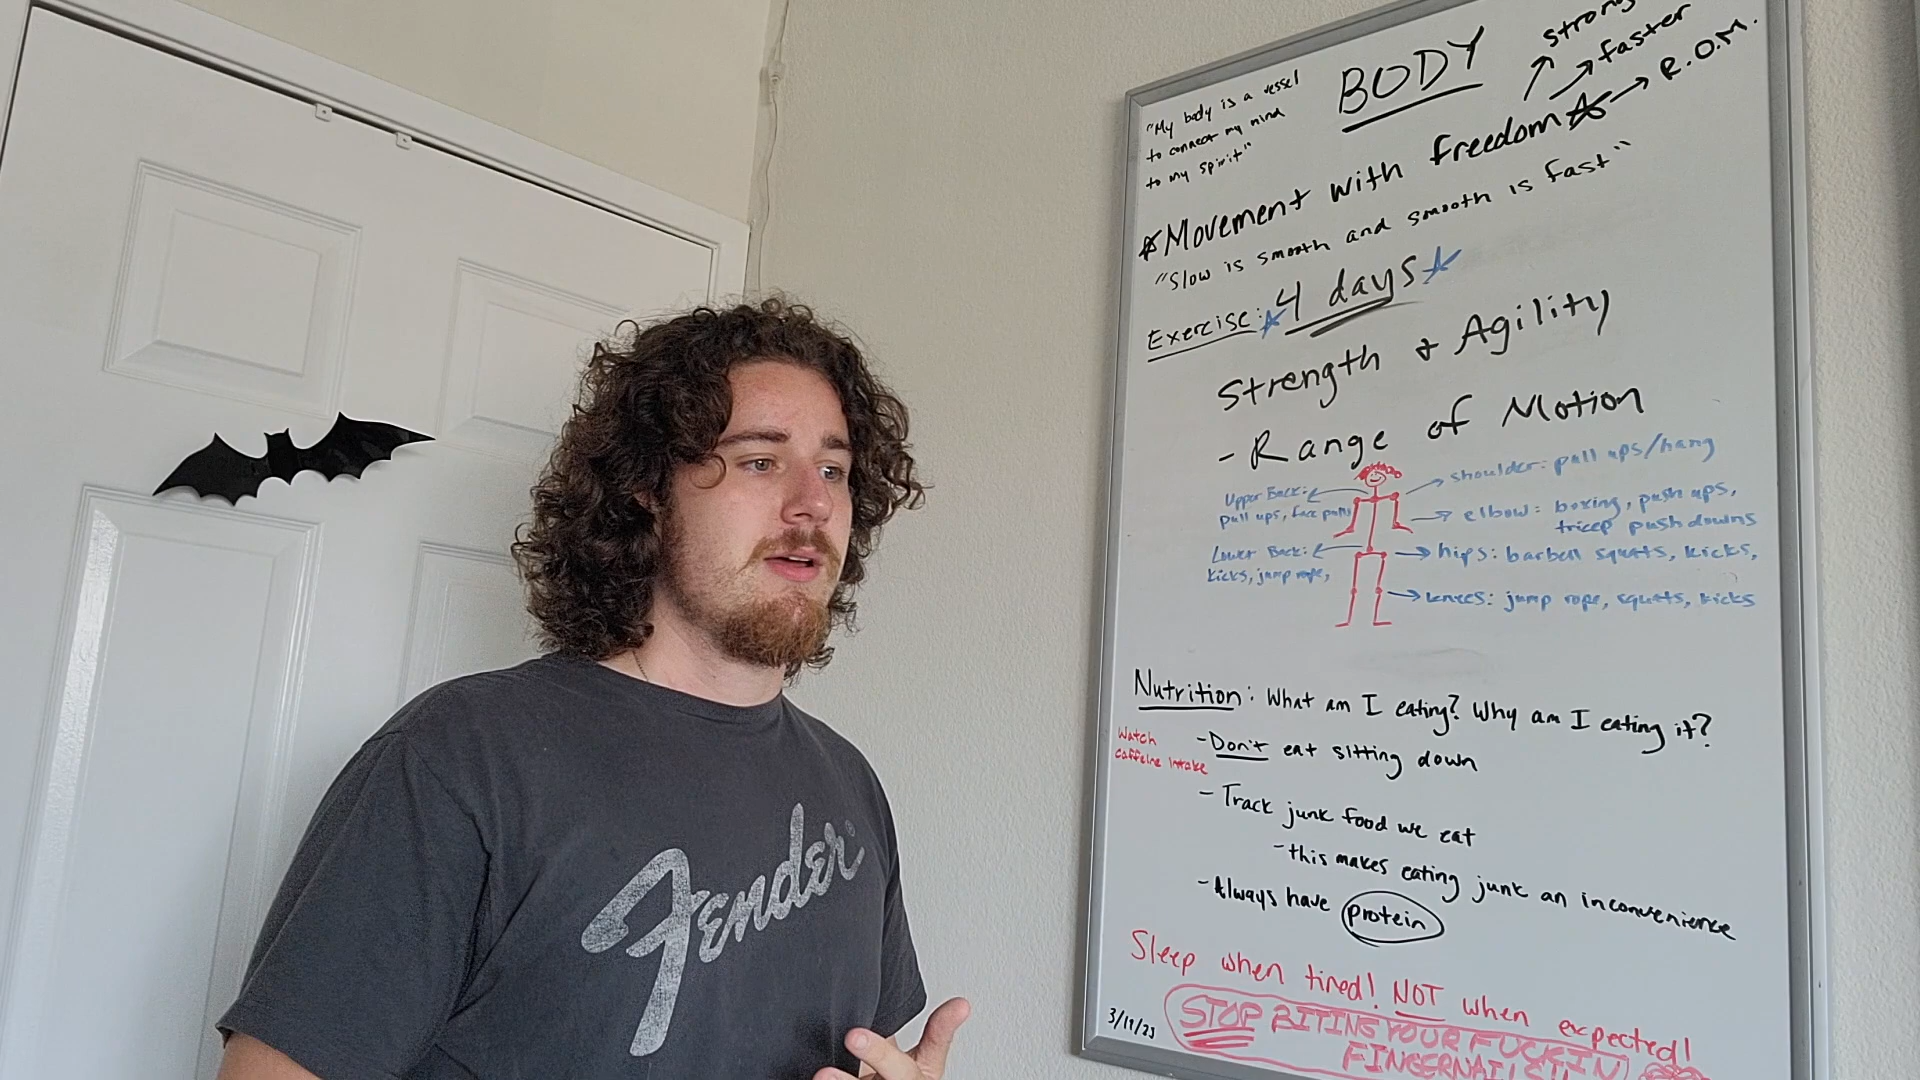 "My body is a vessel
to connect my mind
to my spirit"
BODY
faster
R.O.M.
Movement with freedom
"Slow is smooth and smooth is fast"
Exercise: 4 days
Strength + Agility
- Range of Motion
Upper Back:
pull ups, face pulls
Lower Back:
kicks, jump rope,
shoulder: pull ups/hang
elbow: boxing, push ups,
tricep pushdowns
hips: barbell squats, kicks,
knees: jump rope, squats, kicks
Nutrition: What am I eating? Why am I eating it?
Watch
caffeine intake
- Don't eat sitting down
- Track junk food we eat
- this makes eating junk an inconvenience
- Always have protein
Sleep when tired! NOT when expected!
STOP BITING YOUR FUCKIN
FINGERNAILS!!
3/19/23
Fender